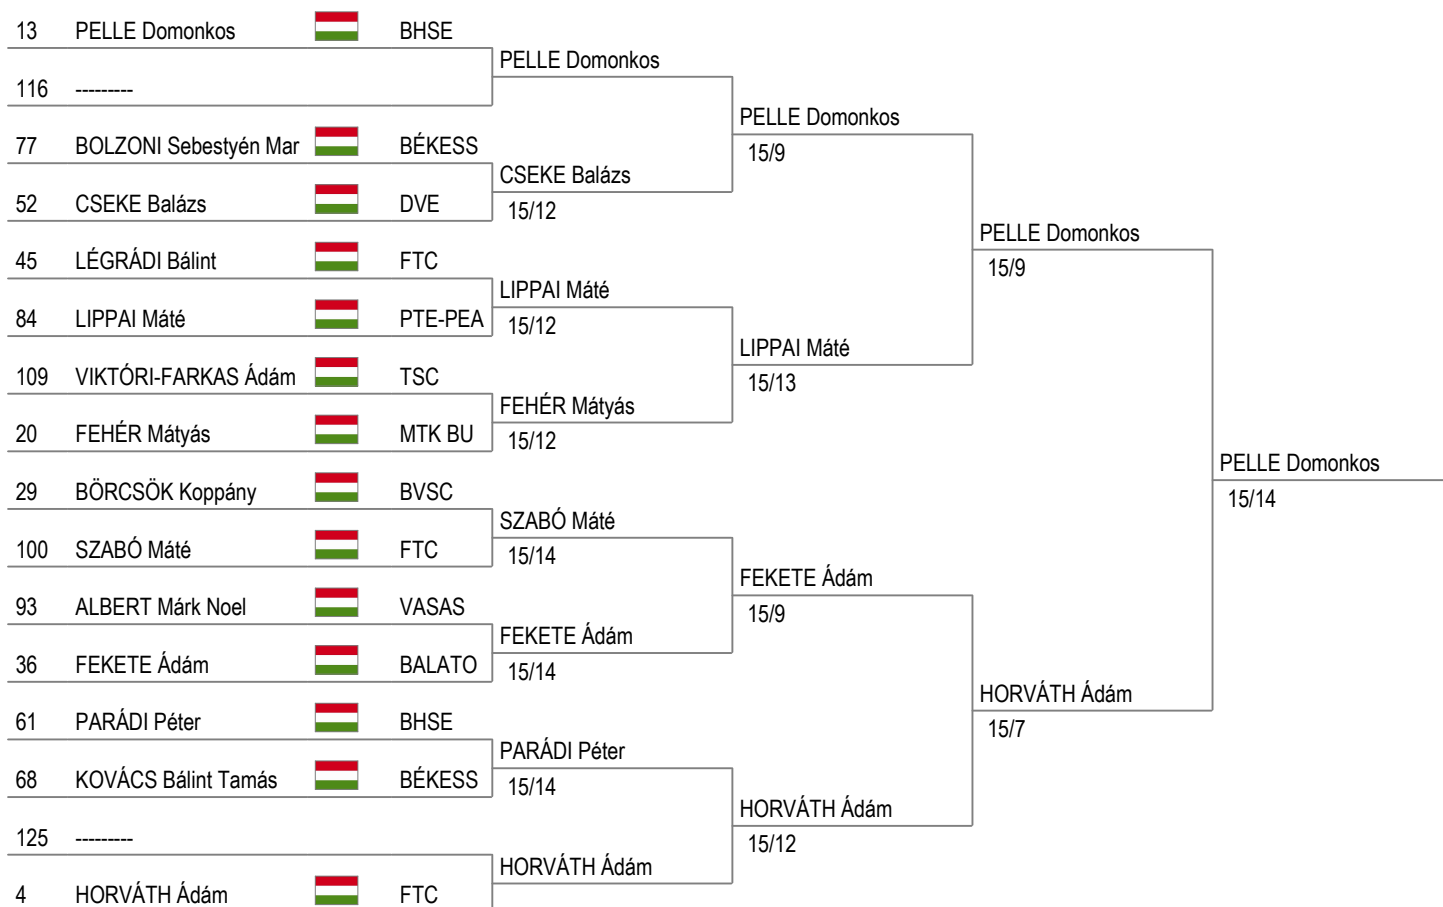 13 PELLE Domonkos BHSE
PELLE Domonkos
116 ---------
PELLE Domonkos
15/9
77 BOLZONI Sebestyén Mar BÉKESS
CSEKE Balázs
15/12
52 CSEKE Balázs DVE
PELLE Domonkos
15/9
45 LÉGRÁDI Bálint FTC
LIPPAI Máté
15/12
84 LIPPAI Máté PTE-PEA
LIPPAI Máté
15/13
109 VIKTÓRI-FARKAS Ádám TSC
FEHÉR Mátyás
15/12
20 FEHÉR Mátyás MTK BU
PELLE Domonkos
15/14
29 BÖRCSÖK Koppány BVSC
SZABÓ Máté
15/14
100 SZABÓ Máté FTC
FEKETE Ádám
15/9
93 ALBERT Márk Noel VASAS
FEKETE Ádám
15/14
36 FEKETE Ádám BALATO
HORVÁTH Ádám
15/7
61 PARÁDI Péter BHSE
PARÁDI Péter
15/14
68 KOVÁCS Bálint Tamás BÉKESS
HORVÁTH Ádám
15/12
125 ---------
HORVÁTH Ádám
4 HORVÁTH Ádám FTC